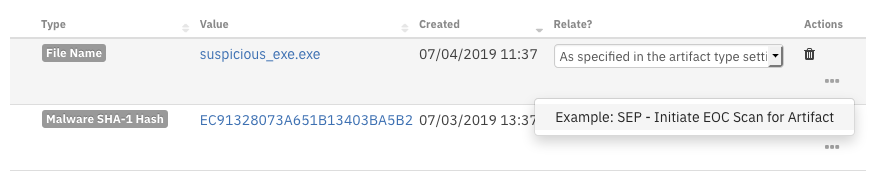 Type Value Created Relate? Actions
File Name suspicious_exe.exe 07/04/2019 11:37 As specified in the artifact type setti
Malware SHA-1 Hash EC91328073A651B13403BA5B2 07/03/2019 13:37
Example: SEP - Initiate EOC Scan for Artifact